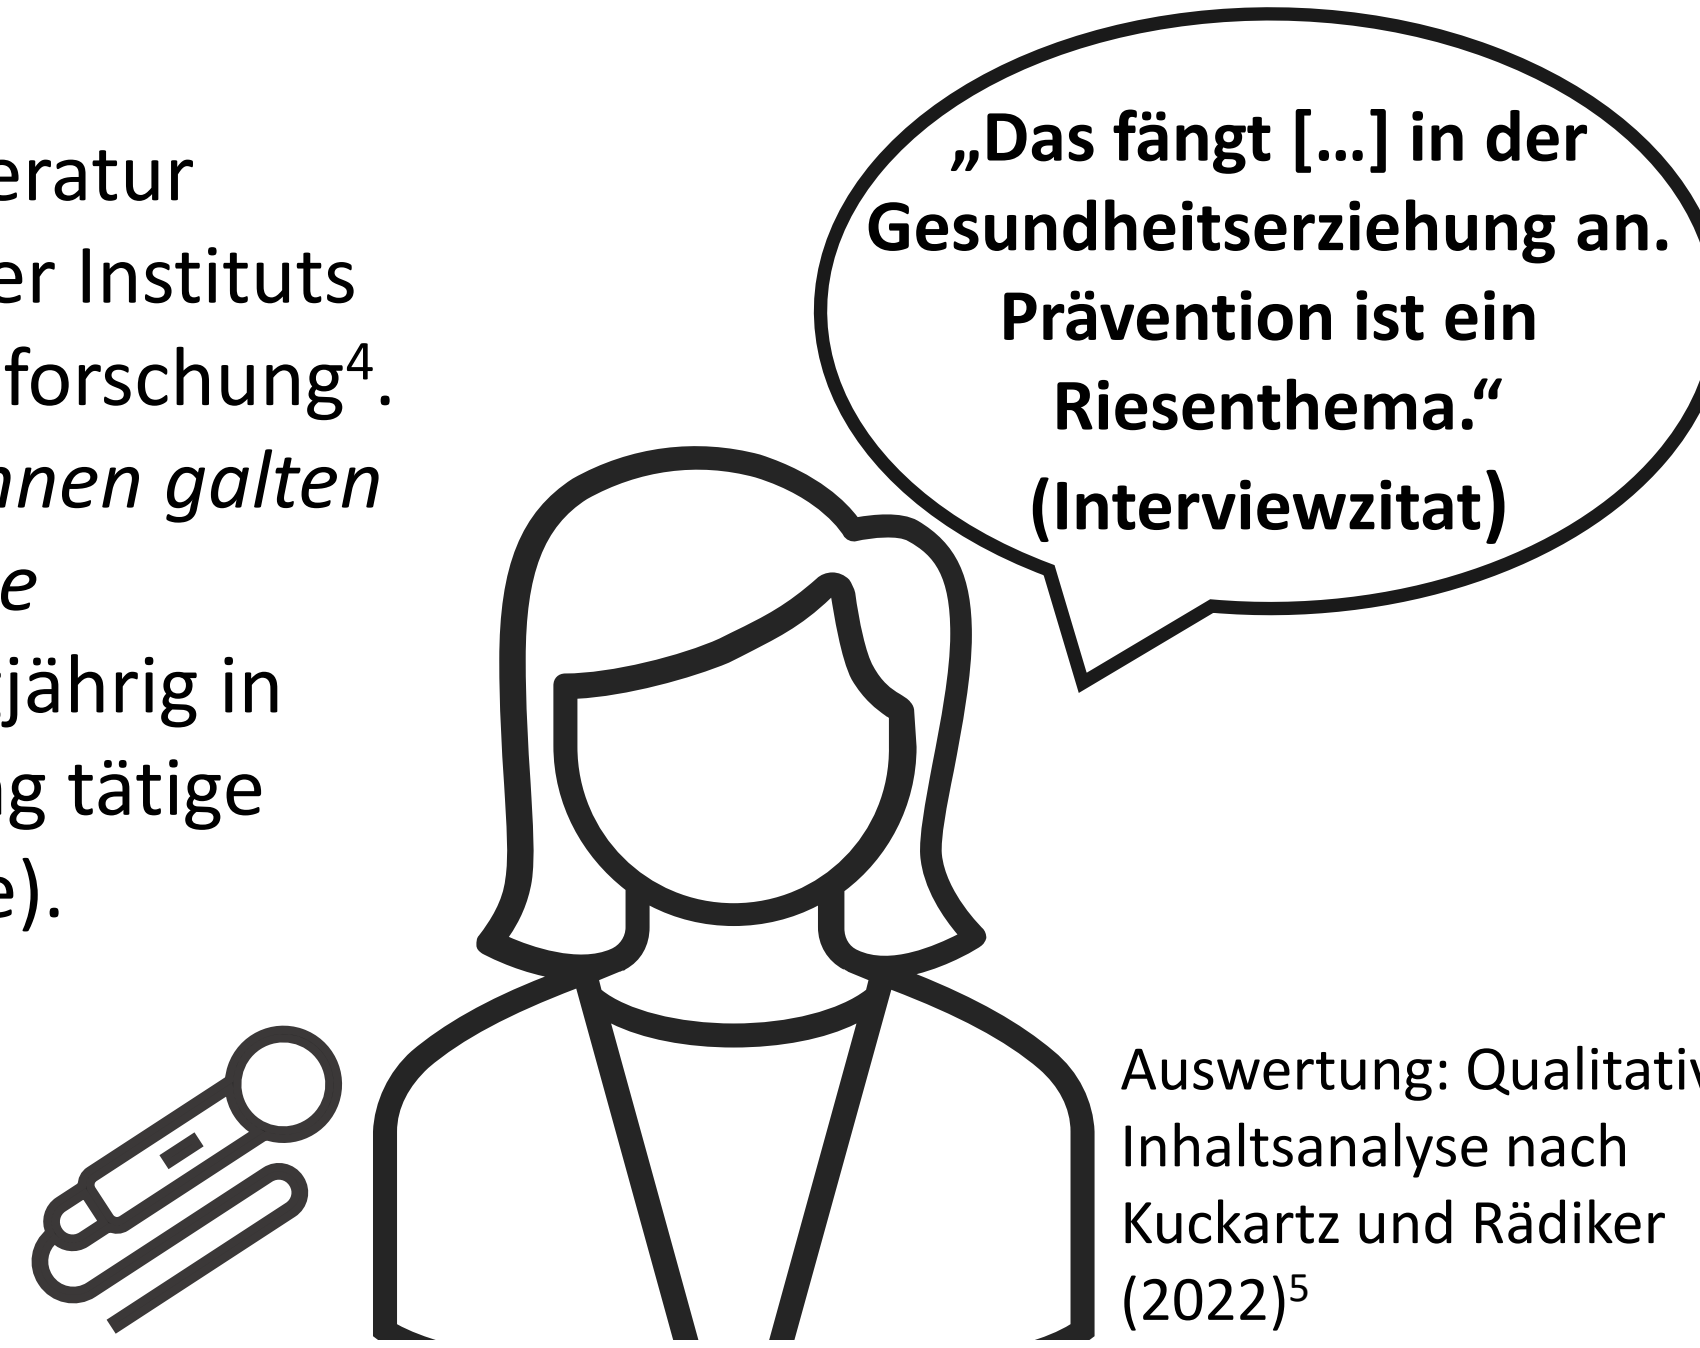 eratur
er Instituts
forschung⁴.
nnen galten
e
jährig in
ng tätige
e).
„Das fängt [...] in der
Gesundheitserziehung an.
Prävention ist ein
Riesenthema.“
(Interviewzitat)
Auswertung: Qualitativ
Inhaltsanalyse nach
Kuckartz und Rädiker
(2022)⁵